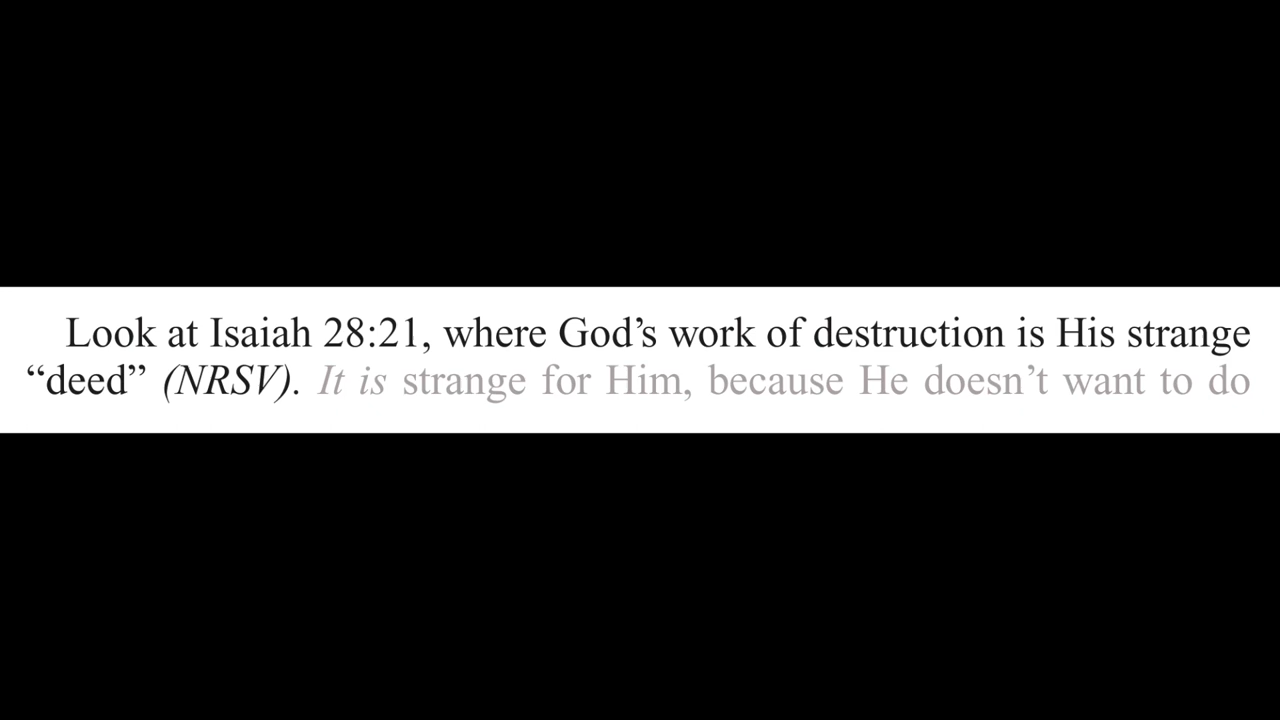 Look at Isaiah 28:21, where God’s work of destruction is His strange
“deed” (NRSV). It is strange for Him, because He doesn’t want to do